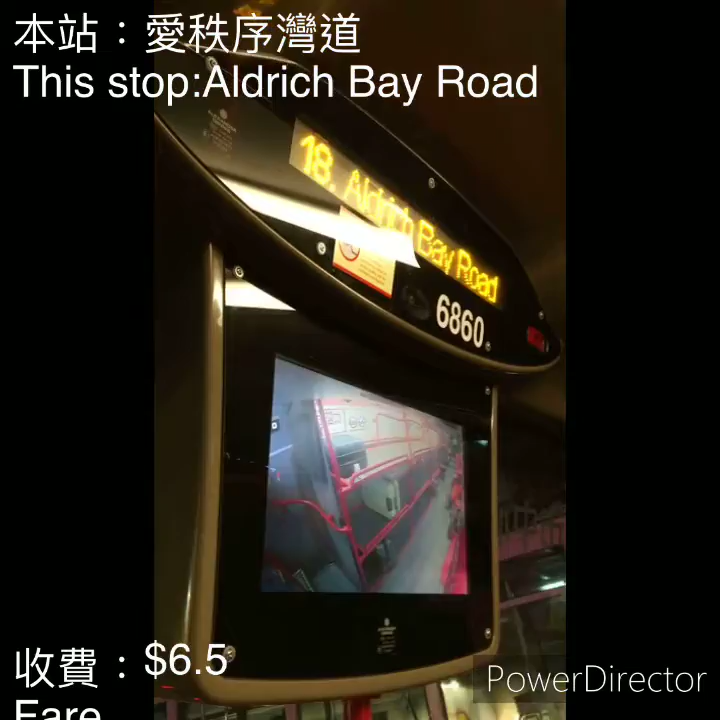 本站：愛秩序灣道
This stop:Aldrich Bay Road
18. Aldrich Bay Road
6860
收費：$6.5
Fare
PowerDirector